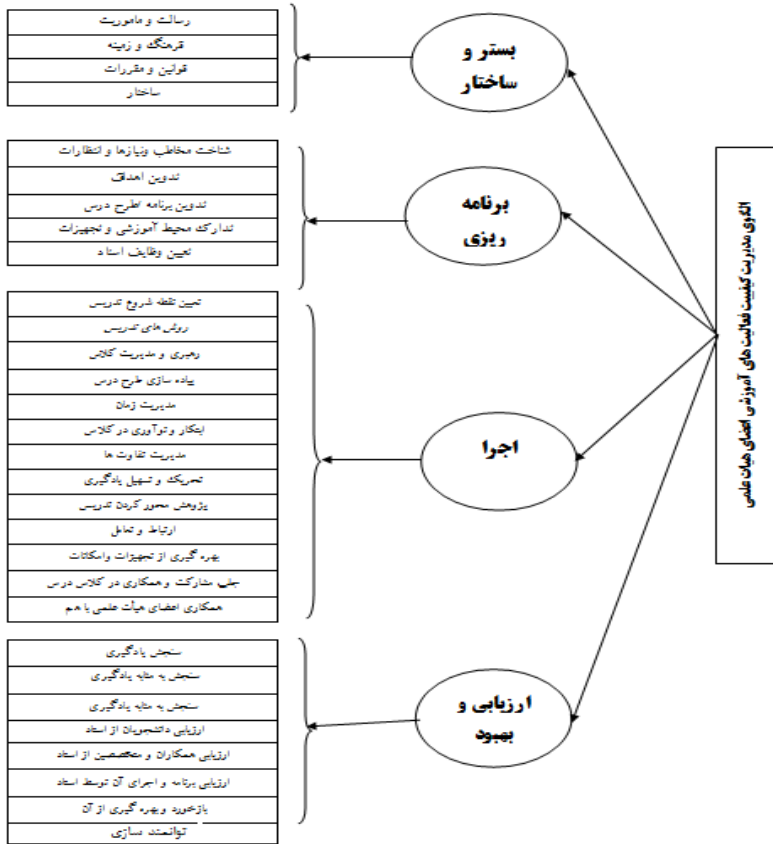 الگوی مدیریت کیفیت فعالیت های آموزشی اعضای هیات علمی
بستر و
ساختار
رسالت و ماموریت
فرهنگ و زمینه
قوانین و مقررات
ساختار
برنامه
ریزی
شناخت مخاطب ونیازها و انتظارات
تدوین اهداف
تدوین برنامه /طرح درس
تدارک محیط آموزشی و تجهیزات
تعیین وظایف استاد
اجرا
تعیین نقطه شروع تدریس
روش های تدریس
رهبری و مدیریت کلاس
پیاده سازی طرح درس
مدیریت زمان
ابتکار و نوآوری در کلاس
مدیریت تفاوت ها
تحریک و تسهیل یادگیری
پژوهش محور کردن تدریس
ارتباط و تعامل
بهره گیری از تجهیزات وامکانات
جلب مشارکت و همکاری در کلاس درس
همکاری اعضای هیأت علمی با هم
ارزیابی و
بهبود
سنجش یادگیری
سنجش به مثابه یادگیری
سنجش به مثابه یادگیری
ارزیابی دانشجویان از استاد
ارزیابی همکاران و متخصصین از استاد
ارزیابی برنامه و اجرای آن توسط استاد
بازخورد و بهره گیری از آن
توانمند سازی